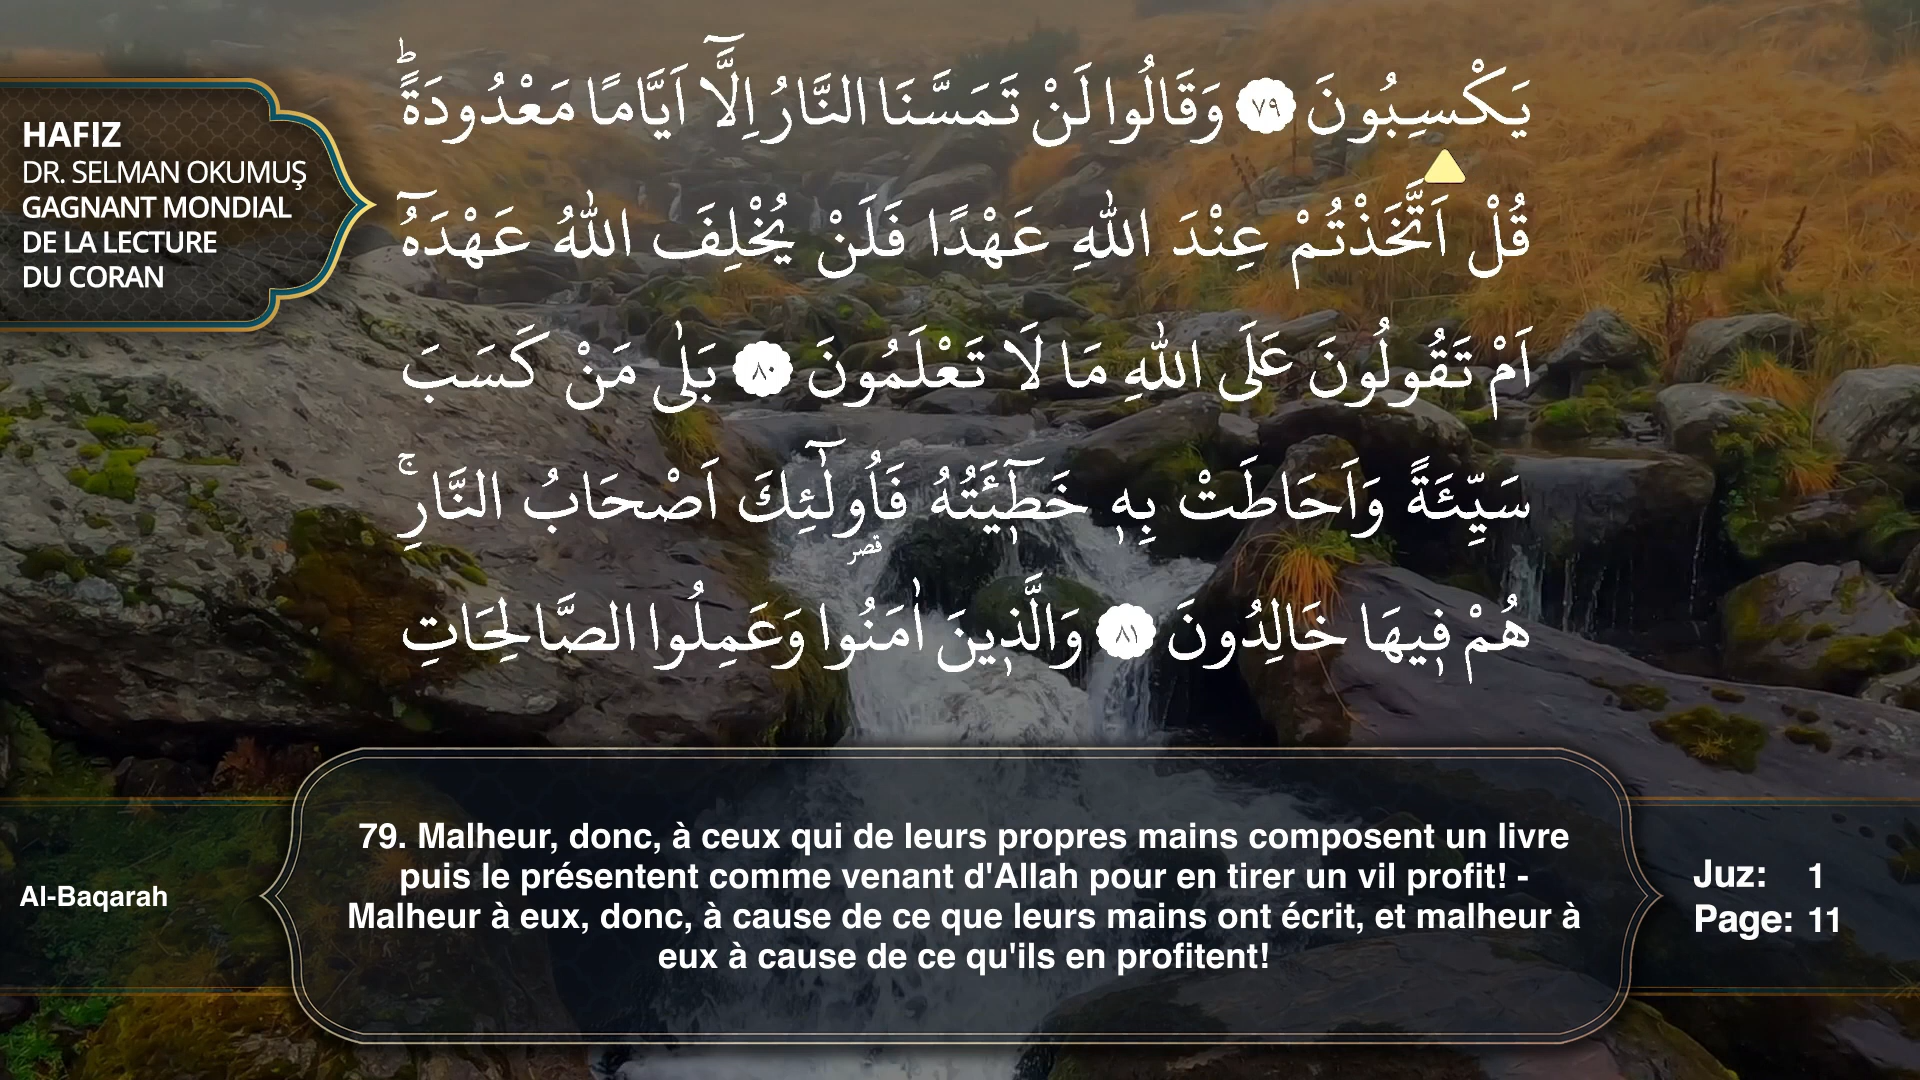 HAFIZ
DR. SELMAN OKUMUŞ
GAGNANT MONDIAL
DE LA LECTURE
DU CORAN
يَكْسِبُونَ ﴿٧٩﴾ وَقَالُوا لَنْ تَمَسَّنَا النَّارُ اِلَّٓا اَيَّامًا مَعْدُودَةًۜ
قُلْ اَتَّخَذْتُمْ عِنْدَ اللّٰهِ عَهْدًا فَلَنْ يُخْلِفَ اللّٰهُ عَهْدَهُٓ
اَمْ تَقُولُونَ عَلَى اللّٰهِ مَا لَا تَعْلَمُونَ ﴿٨٠﴾ بَلٰى مَنْ كَسَبَ
سَيِّئَةً وَاَحَاطَتْ بِهٖ خَطٖٓيـَٔتُهُ فَاُو۬لٰٓئِكَ اَصْحَابُ النَّارِۚ
قصر
هُمْ فٖيهَا خَالِدُونَ ﴿٨١﴾ وَالَّذٖينَ اٰمَنُوا وَعَمِلُوا الصَّالِحَاتِ
79. Malheur, donc, à ceux qui de leurs propres mains composent un livre
puis le présentent comme venant d'Allah pour en tirer un vil profit! -
Malheur à eux, donc, à cause de ce que leurs mains ont écrit, et malheur à
eux à cause de ce qu'ils en profitent!
Al-Baqarah
Juz: 1
Page: 11